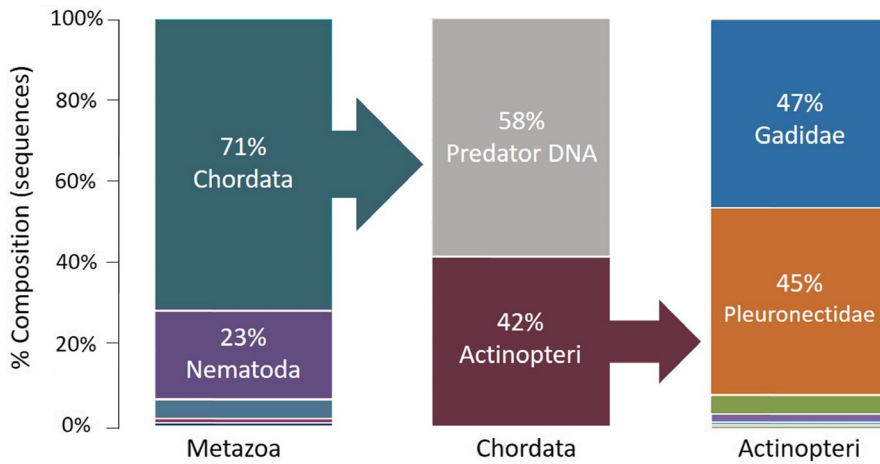 % Composition (sequences)
100%
80%
60%
40%
20%
0%
71%
Chordata
23%
Nematoda
Metazoa
58%
Predator DNA
42%
Actinopteri
Chordata
47%
Gadidae
45%
Pleuronectidae
Actinopteri